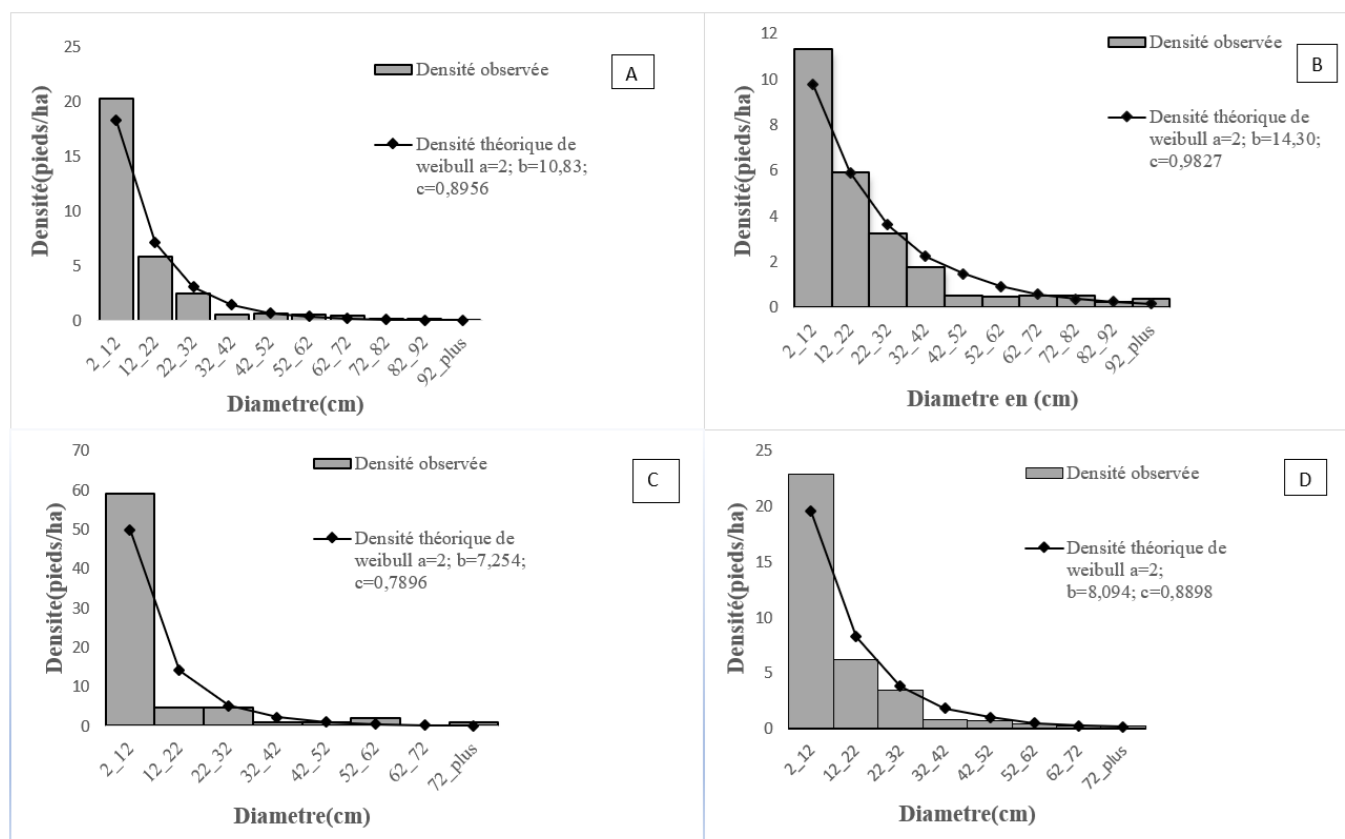 A
Densité(pieds/ha)
25
20
15
10
5
0
Densité observée
Densité théorique de
weibull a=2; b=10,83;
c=0,8956
2_12
12_22
22_32
32_42
42_52
52_62
62_72
72_82
82_92
92_plus
Diametre(cm)
B
Densité(pieds/ha)
12
10
8
6
4
2
0
Densité observée
Densité théorique de
weibull a=2; b=14,30;
c=0,9827
2_12
12_22
22_32
32_42
42_52
52_62
62_72
72_82
82_92
92_plus
Diametre en (cm)
C
Densité(pieds/ha)
70
60
50
40
30
20
10
0
Densité observée
Densité théorique de
weibull a=2; b=7,254;
c=0,7896
2_12
12_22
22_32
32_42
42_52
52_62
62_72
72_plus
Diametre(cm)
D
Densité(pieds/ha)
25
20
15
10
5
0
Densité observée
Densité théorique de
weibull a=2;
b=8,094; c=0,8898
2_12
12_22
22_32
32_42
42_52
52_62
62_72
72_plus
Diametre(cm)